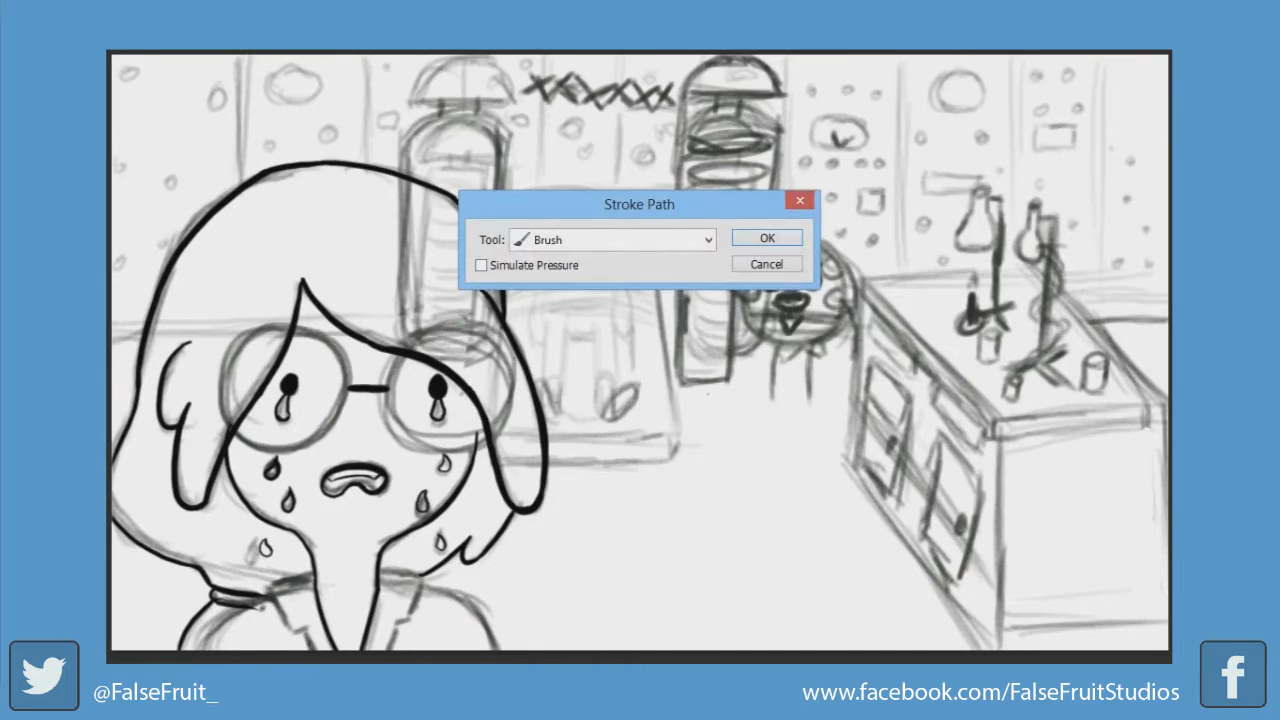 Stroke Path
Tool: Brush OK
Simulate Pressure Cancel
@FalseFruit_ www.facebook.com/FalseFruitStudios